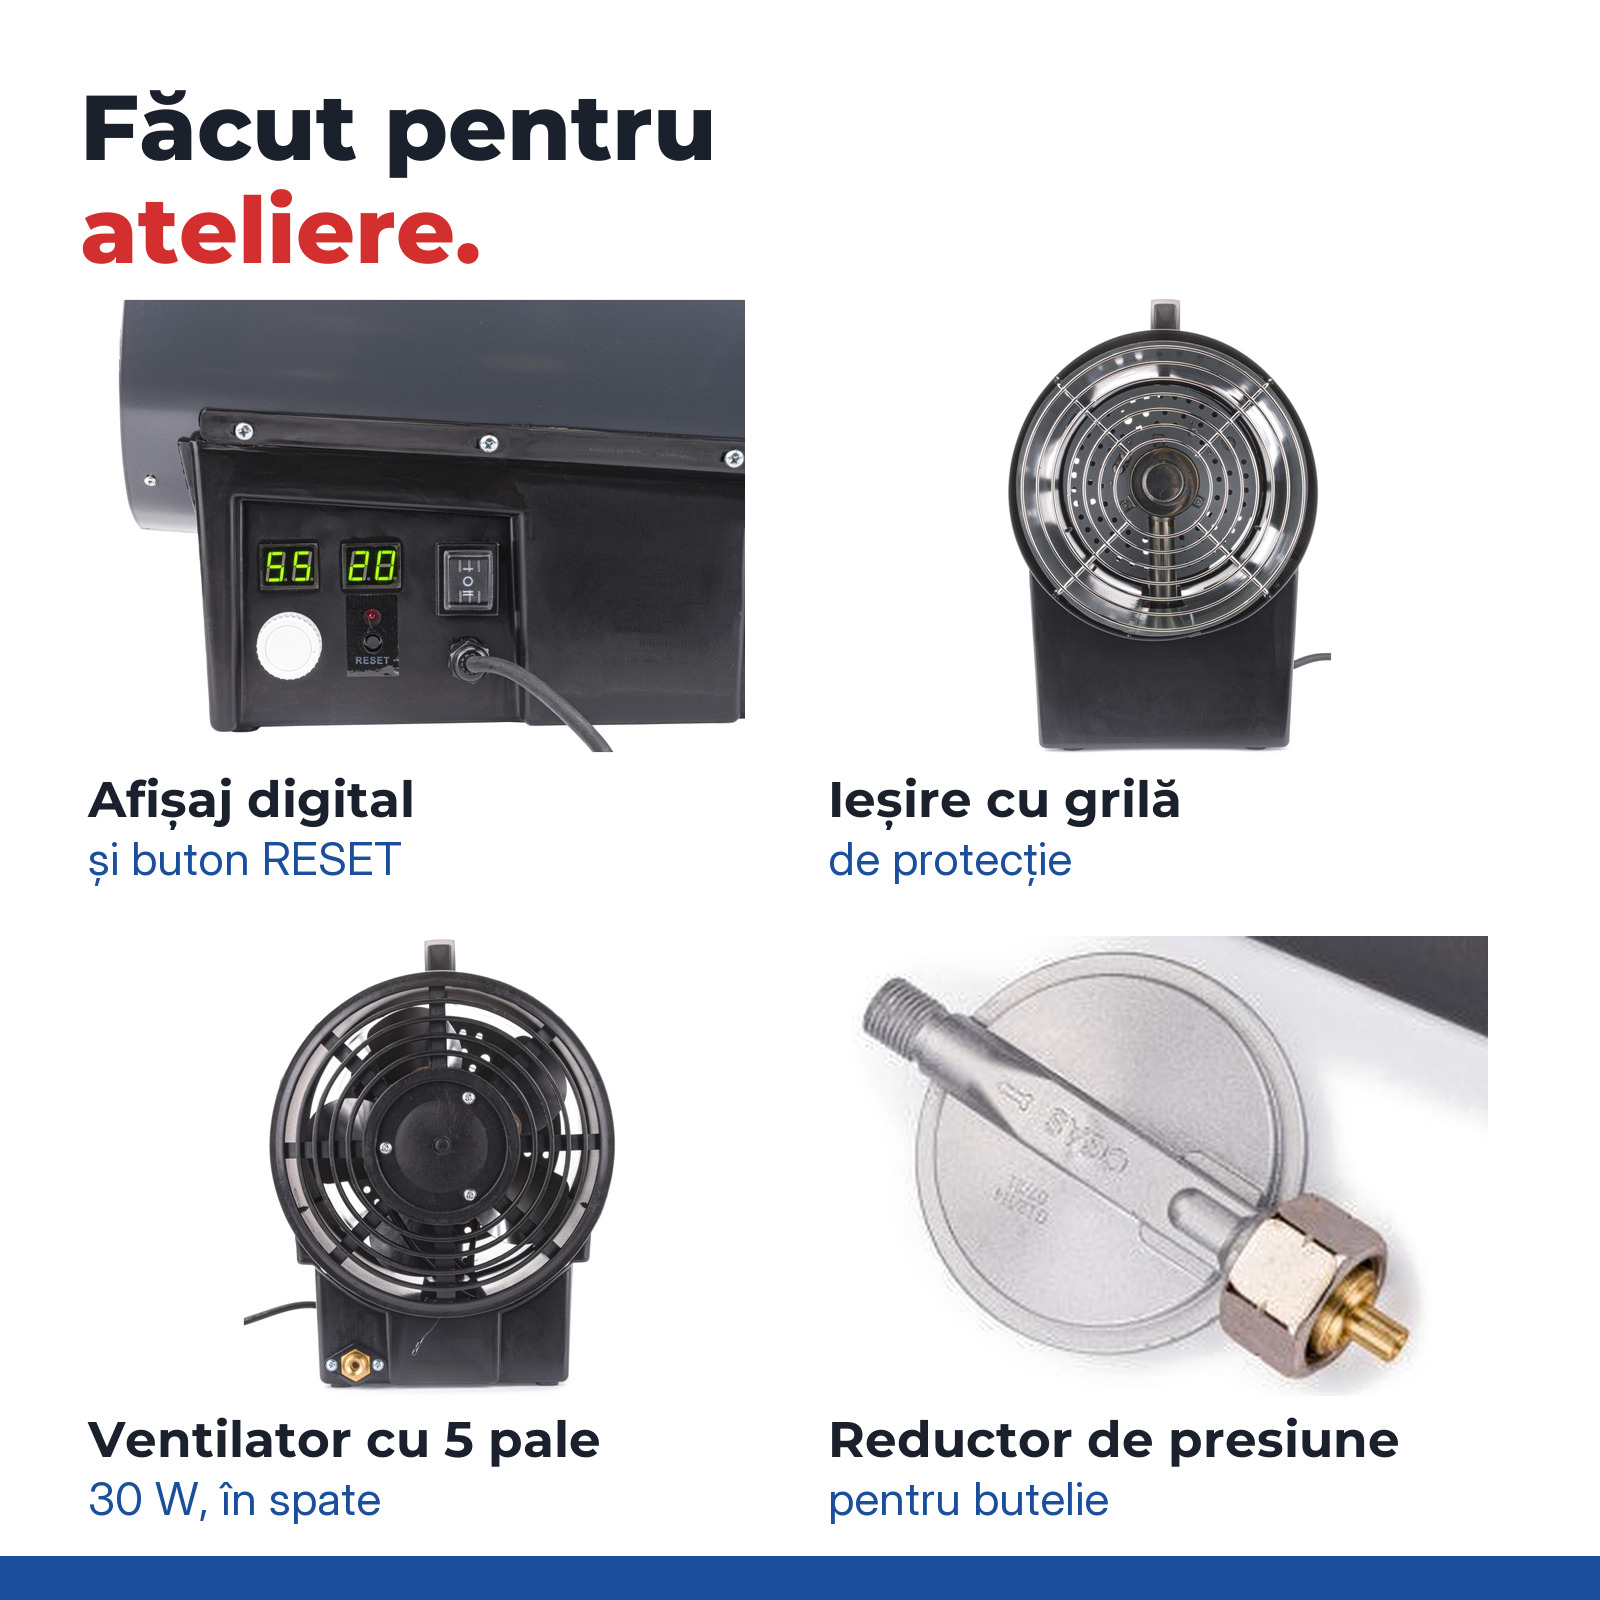 Făcut pentru
ateliere.
55 20
RESET
Afișaj digital
și buton RESET
Ieșire cu grilă
de protecție
Ventilator cu 5 pale
30 W, în spate
Reductor de presiune
pentru butelie